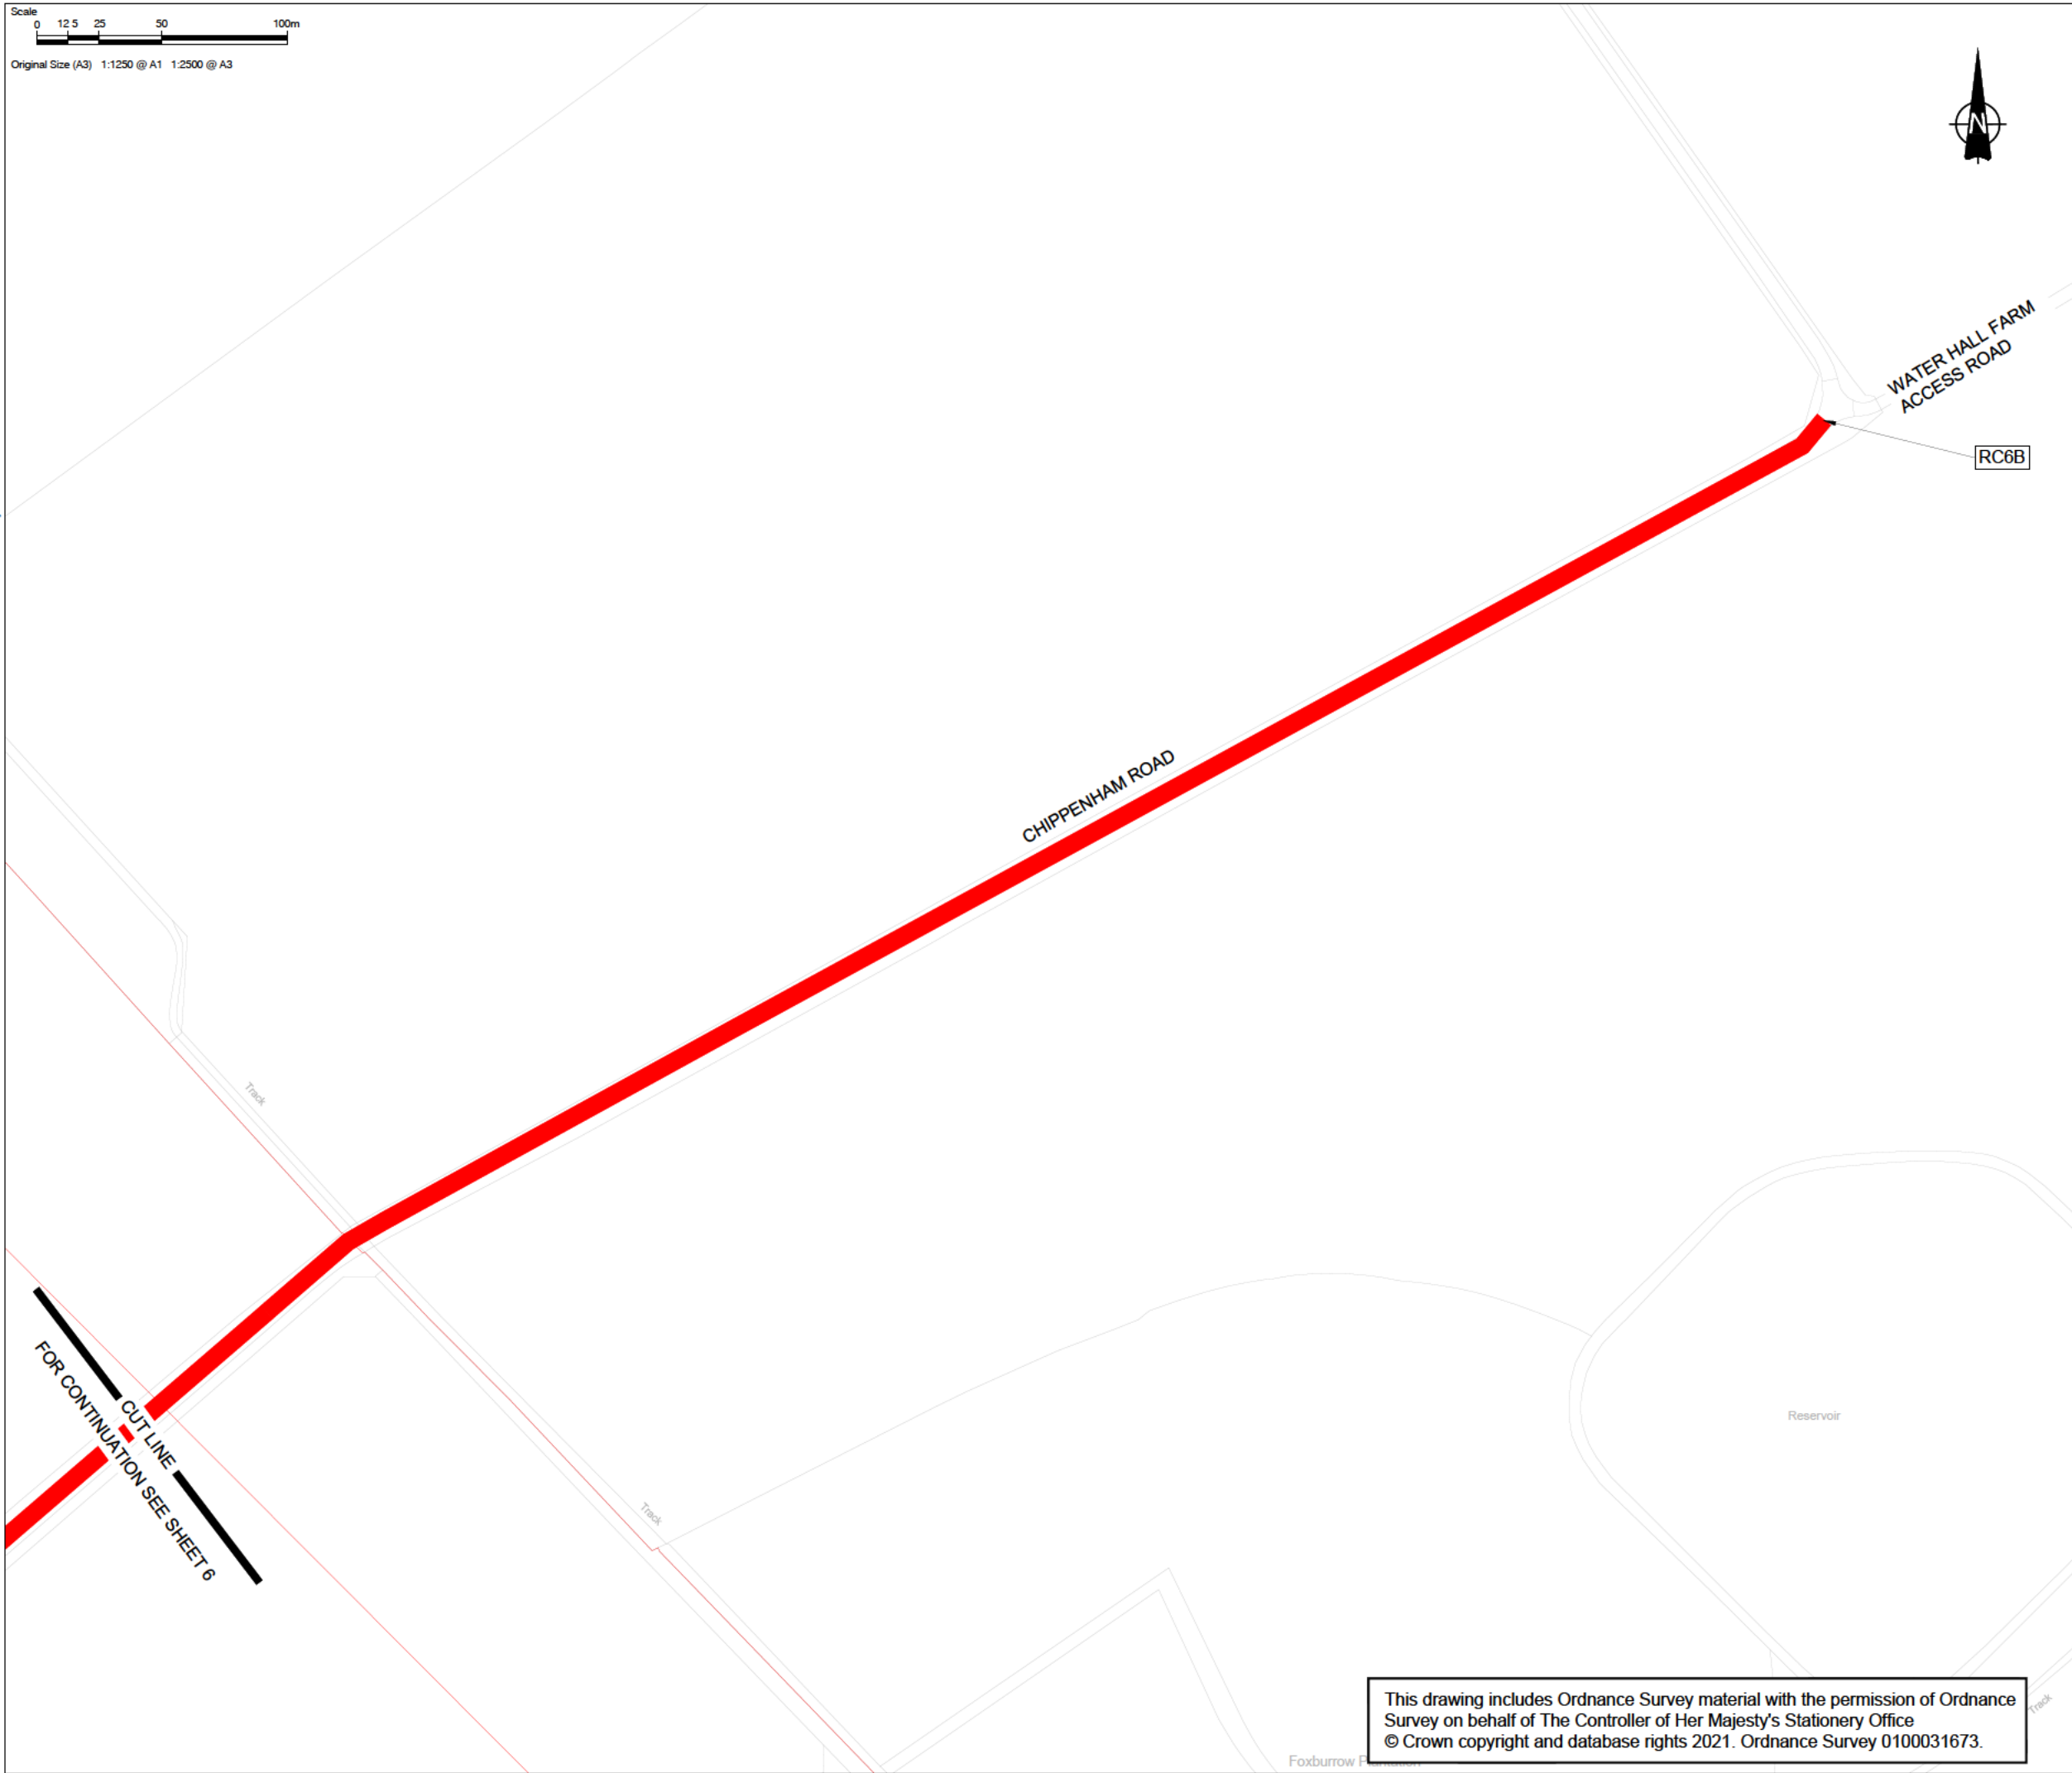 Scale
0 12 5 25 50 100m
Original Size (A3) 1:1250 @ A1 1:2500 @ A3
N
WATER HALL FARM
ACCESS ROAD
RC6B
CHIPPENHAM ROAD
Track
CUT LINE
FOR CONTINUATION SEE SHEET 6
Reservoir
Track
This drawing includes Ordnance Survey material with the permission of Ordnance
Survey on behalf of The Controller of Her Majesty's Stationery Office
© Crown copyright and database rights 2021. Ordnance Survey 0100031673.
Track
Foxburrow Plantation